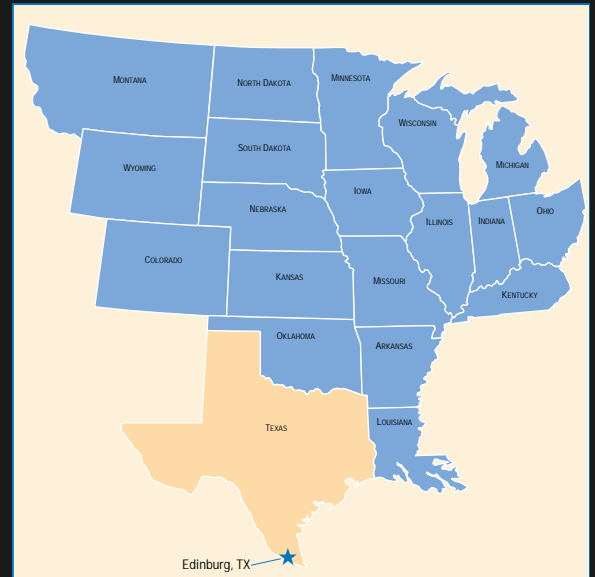 MONTANA
NORTH DAKOTA
MINNESOTA
WISCONSIN
SOUTH DAKOTA
MICHIGAN
WYOMING
IOWA
NEBRASKA
ILLINOIS
INDIANA
OHIO
COLORADO
KANSAS
MISSOURI
KENTUCKY
OKLAHOMA
ARKANSAS
LOUISIANA
TEXAS
Edinburg, TX